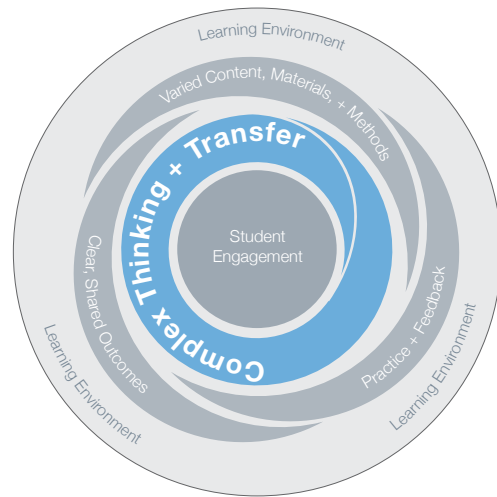 Learning Environment
Varied Content, Materials, + Methods
Complex Thinking + Transfer
Student
Engagement
Clear, Shared Outcomes
Practice + Feedback
Learning Environment
Learning Environment